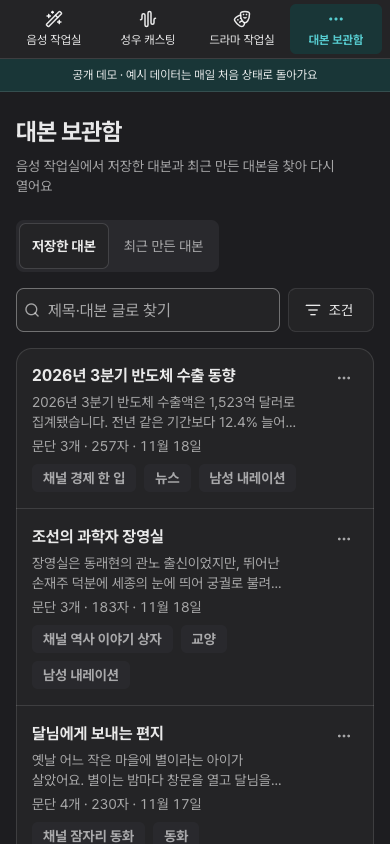 음성 작업실
성우 캐스팅
드라마 작업실
대본 보관함
공개 데모 · 예시 데이터는 매일 처음 상태로 돌아가요
대본 보관함
음성 작업실에서 저장한 대본과 최근 만든 대본을 찾아 다시
열어요
저장한 대본
최근 만든 대본
제목·대본 글로 찾기
조건
2026년 3분기 반도체 수출 동향
2026년 3분기 반도체 수출액은 1,523억 달러로
집계됐습니다. 전년 같은 기간보다 12.4% 늘어...
문단 3개 · 257자 · 11월 18일
채널 경제 한 입
뉴스
남성 내레이션
조선의 과학자 장영실
장영실은 동래현의 관노 출신이었지만, 뛰어난
손재주 덕분에 세종의 눈에 띄어 궁궐로 불려...
문단 3개 · 183자 · 11월 18일
채널 역사 이야기 상자
교양
남성 내레이션
달님에게 보내는 편지
옛날 어느 작은 마을에 별이라는 아이가
살았어요. 별이는 밤마다 창문을 열고 달님을...
문단 4개 · 230자 · 11월 17일
채널 잠자리 동화
동화